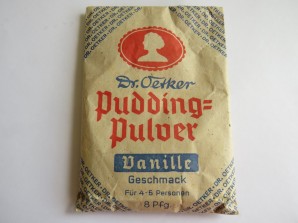 Dr. Oetker
Pudding=
Pulver
Vanille
Geschmack
Für 4-5 Personen
8 Pfg.